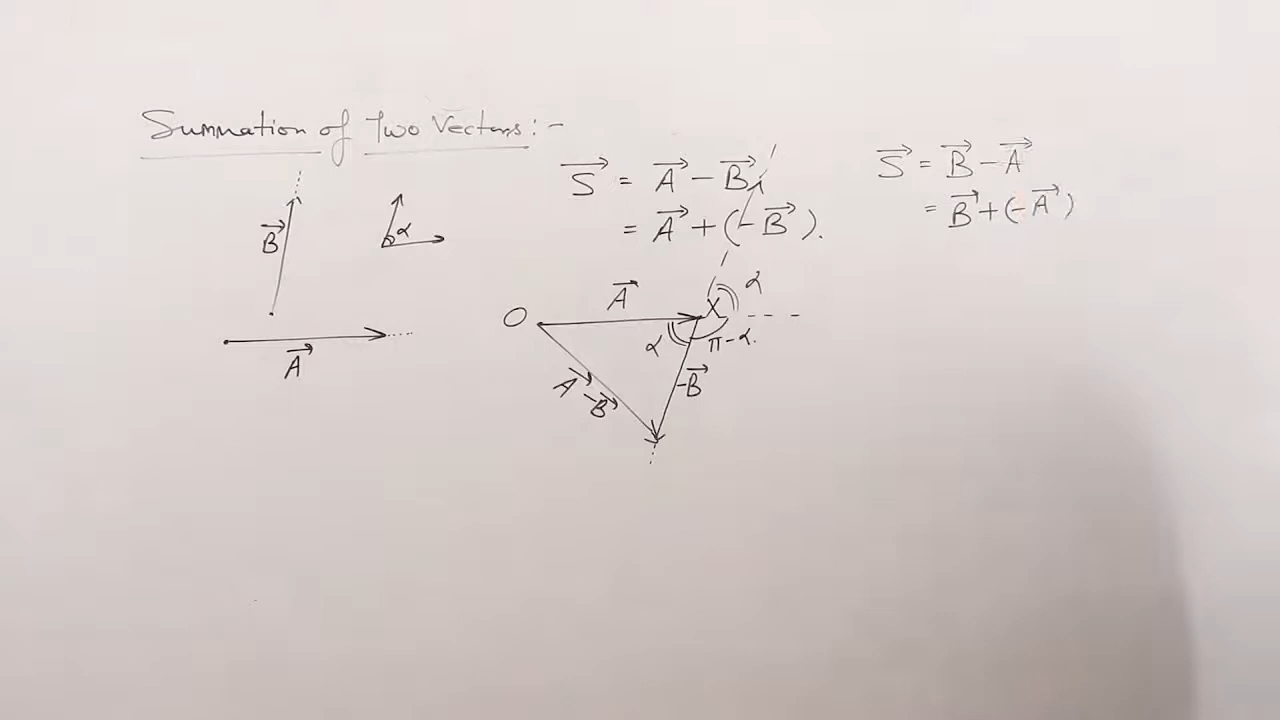 Summation of Two Vectors:-
S⃗ = A⃗ − B⃗
= A⃗ + (−B⃗).
S⃗ = B⃗ − A⃗
= B⃗ + (−A⃗)
B⃗
α
A⃗
O
A⃗
X
α
α
π−α.
−B⃗
A⃗ − B⃗